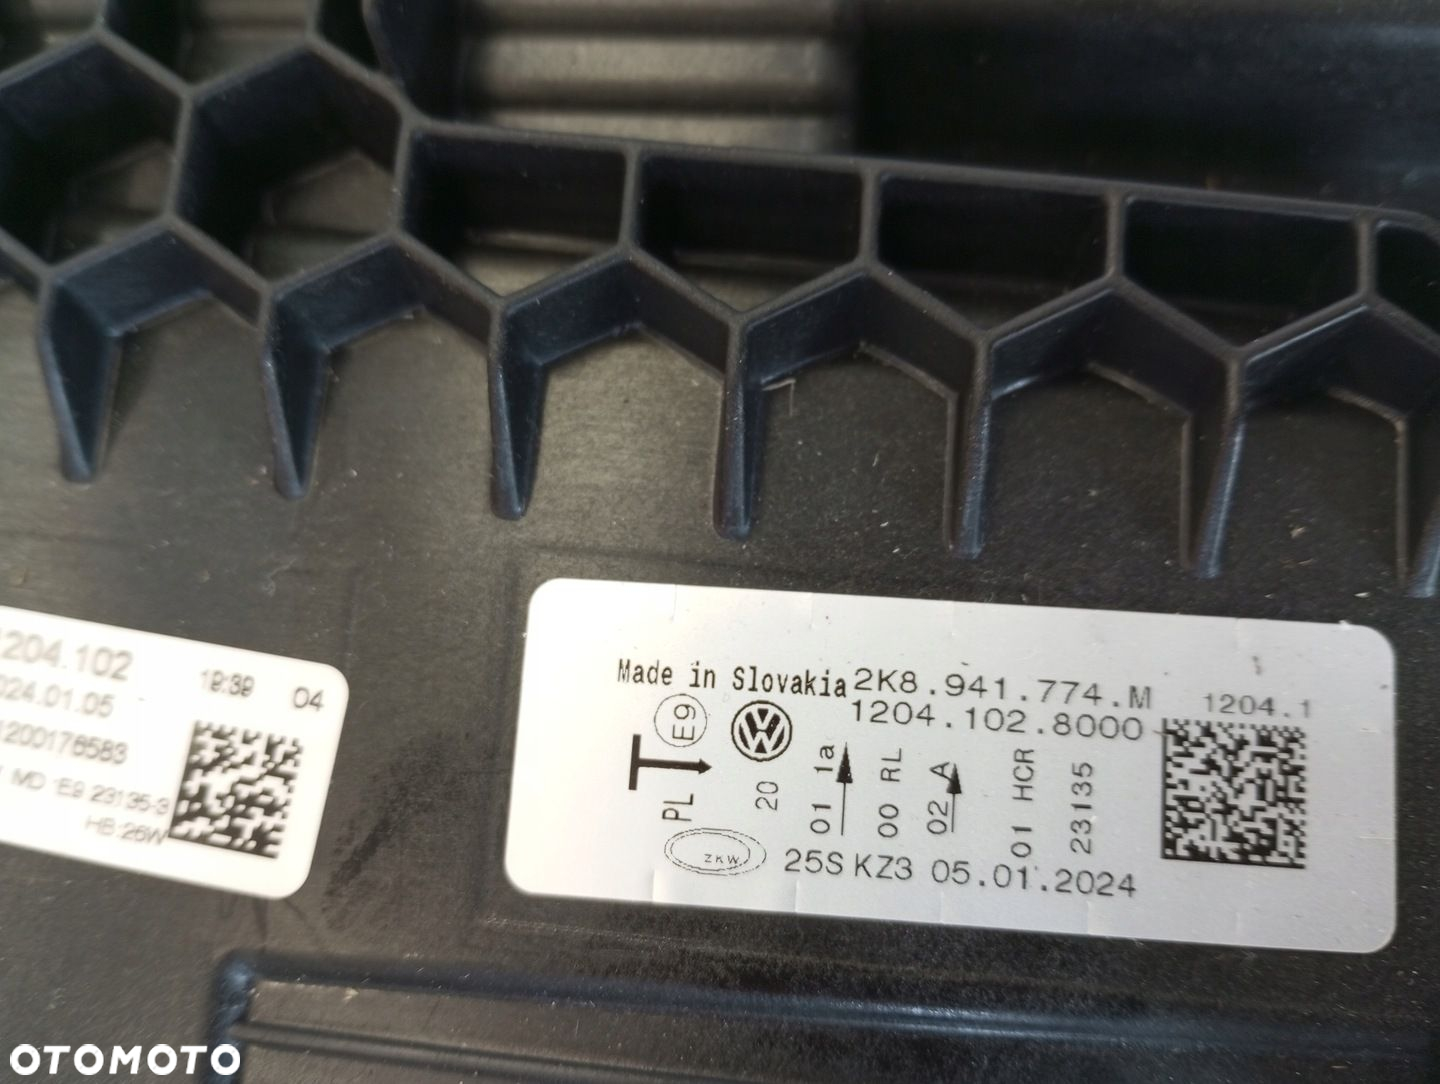 1204.102
024.01.05
19:39
04
1200176583
MD 1E9 23135-3
HB:26W
Made in Slovakia
2K8.941.774.M
1204.1
1204.102.8000
E9
PL
20
01 1a
00 RL
02 A
01 HCR
23135
ZKW
25S KZ3 05.01.2024
OTOMOTO